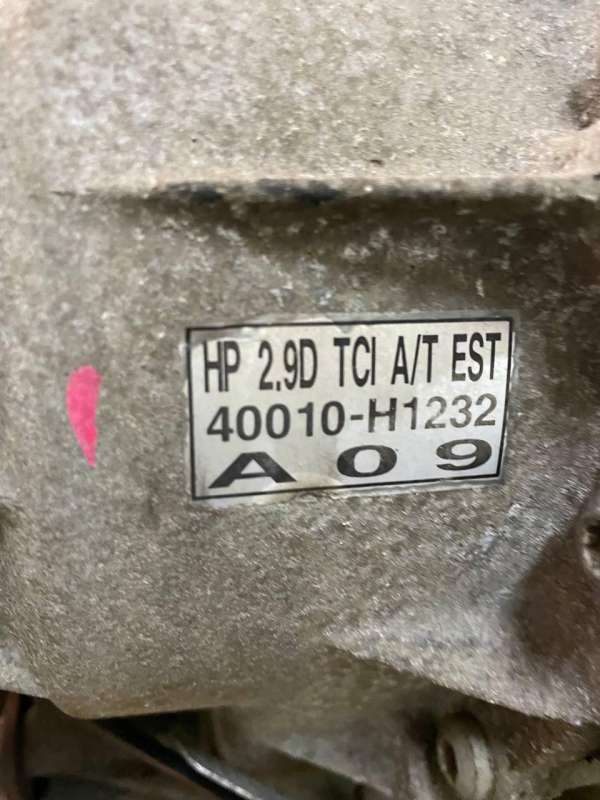 HP 2.9D TCI A/T EST
40010-H1232
A09